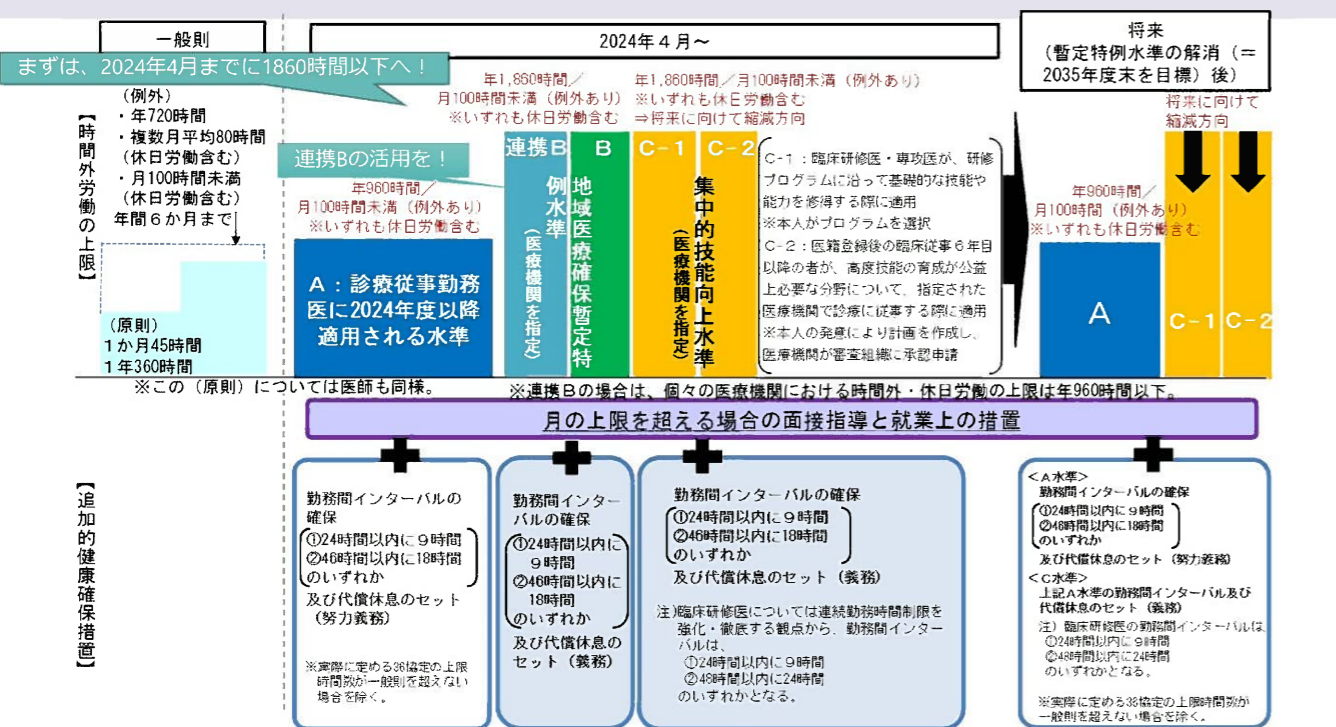 一般則
2024年４月～
将来
（暫定特例水準の解消（＝
2035年度末を目標）後）
まずは、2024年4月までに1860時間以下へ！
【時間外労働の上限】
（例外）
・年720時間
・複数月平均80時間
（休日労働含む）
・月100時間未満
（休日労働含む）
年間６か月まで
（原則）
１か月45時間
１年360時間
※この（原則）については医師も同様。
連携Bの活用を！
年960時間／
月100時間未満（例外あり）
※いずれも休日労働含む
Ａ：診療従事勤務
医に2024年度以降
適用される水準
年1,860時間／
月100時間未満（例外あり）
※いずれも休日労働含む
連携B
B
地域医療確保暫定特
例水準
（医療機関を指定）
年1,860時間／月100時間未満（例外あり）
※いずれも休日労働含む
⇒将来に向けて縮減方向
C-1
C-2
集中的技能向上水準
（医療機関を指定）
Ｃ-１：臨床研修医・専攻医が、研修
プログラムに沿って基礎的な技能や
能力を修得する際に適用
※本人がプログラムを選択
Ｃ-２：医籍登録後の臨床従事６年目
以降の者が、高度技能の育成が公益
上必要な分野について、指定された
医療機関で診療に従事する際に適用
※本人の発意により計画を作成し、
医療機関が審査組織に承認申請
※連携Ｂの場合は、個々の医療機関における時間外・休日労働の上限は年960時間以下。
将来に向けて
縮減方向
年960時間／
月100時間（例外あり）
※いずれも休日労働含む
A
C-1
C-2
月の上限を超える場合の面接指導と就業上の措置
【追加的健康確保措置】
勤務間インターバルの
確保
①24時間以内に９時間
②46時間以内に18時間
のいずれか
及び代償休息のセット
（努力義務）
※実際に定める36協定の上限
時間数が一般則を超えない
場合を除く。
勤務間インター
バルの確保
①24時間以内に
９時間
②46時間以内に
18時間
のいずれか
及び代償休息の
セット（義務）
勤務間インターバルの確保
①24時間以内に９時間
②46時間以内に18時間
のいずれか
及び代償休息のセット（義務）
注）臨床研修医については連続勤務時間制限を
強化・徹底する観点から、勤務間インター
バルは、
①24時間以内に９時間
②48時間以内に24時間
のいずれかとなる。
＜Ａ水準＞
勤務間インターバルの確保
①24時間以内に９時間
②46時間以内に18時間
のいずれか
及び代償休息のセット（努力義務）
＜Ｃ水準＞
上記Ａ水準の勤務間インターバル及び
代償休息のセット（義務）
注）臨床研修医の勤務間インターバルは、
①24時間以内に９時間
②48時間以内に24時間
のいずれかとなる。
※実際に定める36協定の上限時間数が
一般則を超えない場合を除く。